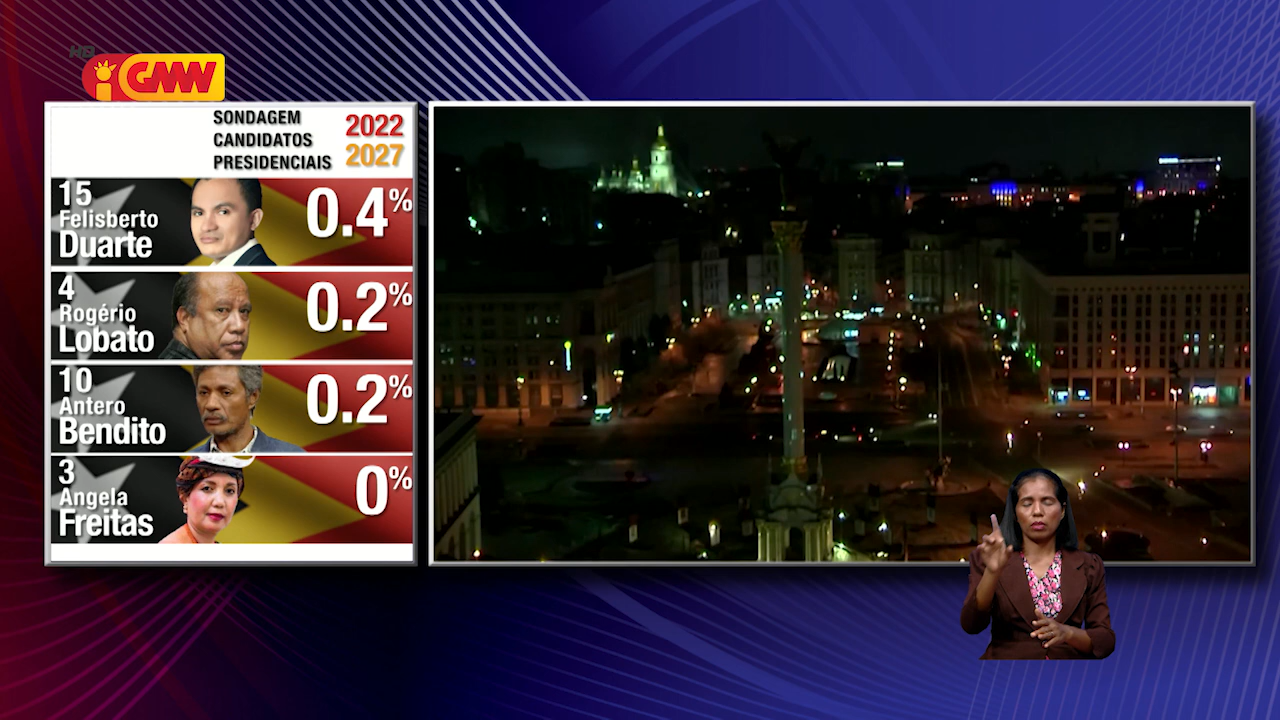 HD
GMN
SONDAGEM
CANDIDATOS
PRESIDENCIAIS
2022
2027
15
Felisberto
Duarte
0.4%
4
Rogério
Lobato
0.2%
10
Antero
Bendito
0.2%
3
Angela
Freitas
0%